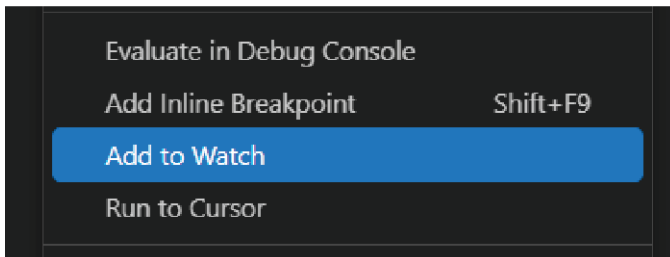 Evaluate in Debug Console
Add Inline Breakpoint Shift+F9
Add to Watch
Run to Cursor